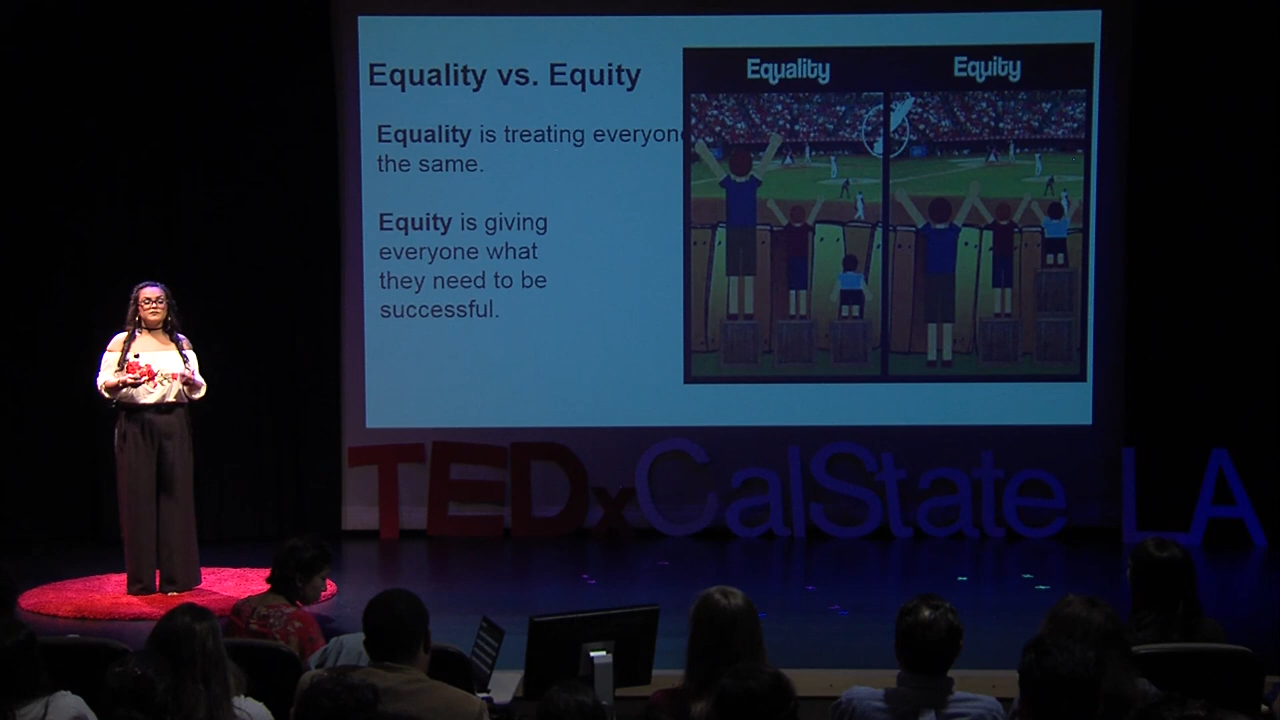 Equality vs. Equity
Equality is treating everyone
the same.
Equity is giving
everyone what
they need to be
successful.
Equality
Equity
TEDxCalState LA